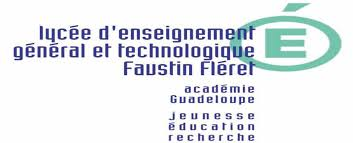 lycée d'enseignement
général et technologique
Faustin Fléret
É
académie
Guadeloupe
jeunesse
éducation
recherche